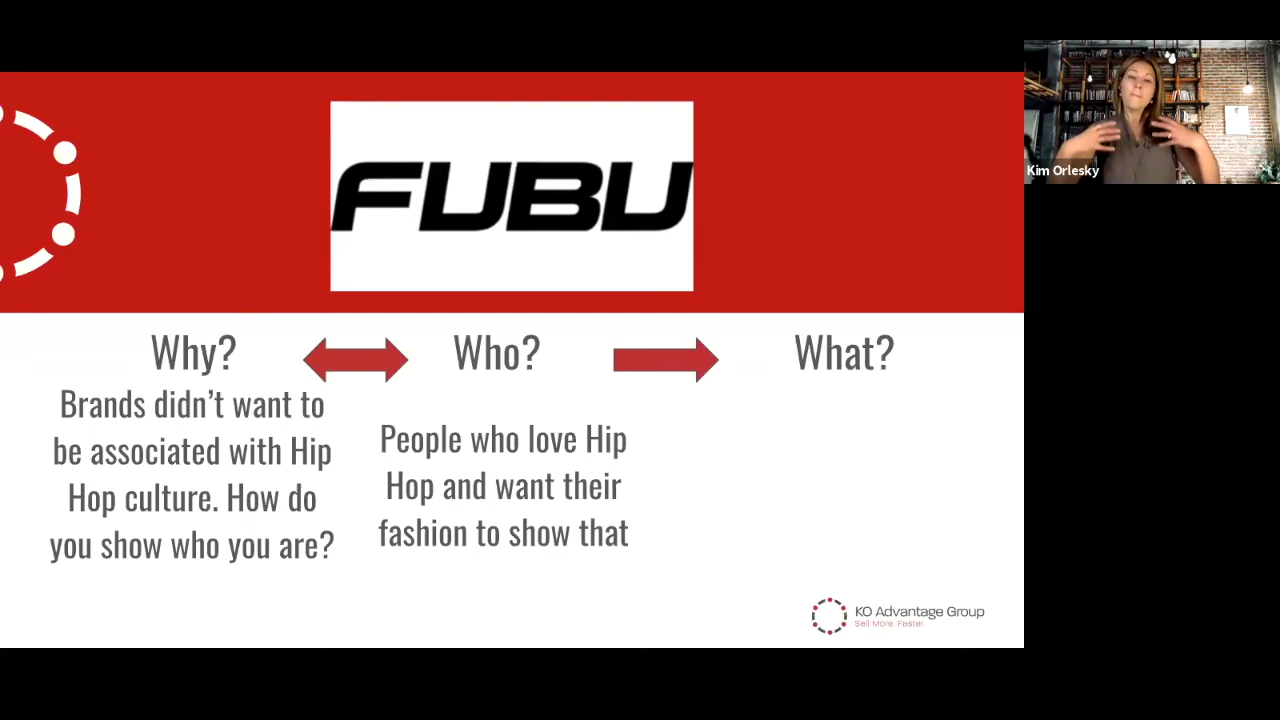 FUBU
Kim Orlesky
Why?
Who?
What?
Brands didn't want to
be associated with Hip
Hop culture. How do
you show who you are?
People who love Hip
Hop and want their
fashion to show that
KO Advantage Group
Sell More. Faster.